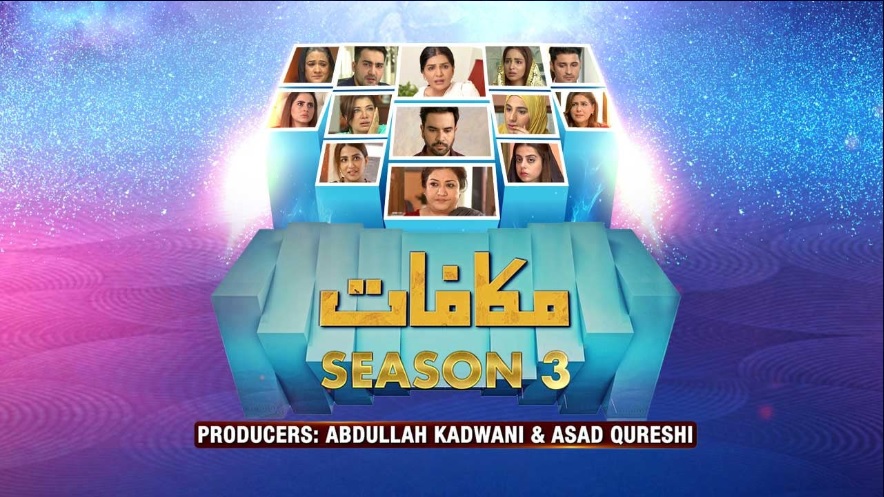 مکافات
SEASON 3
PRODUCERS: ABDULLAH KADWANI & ASAD QURESHI